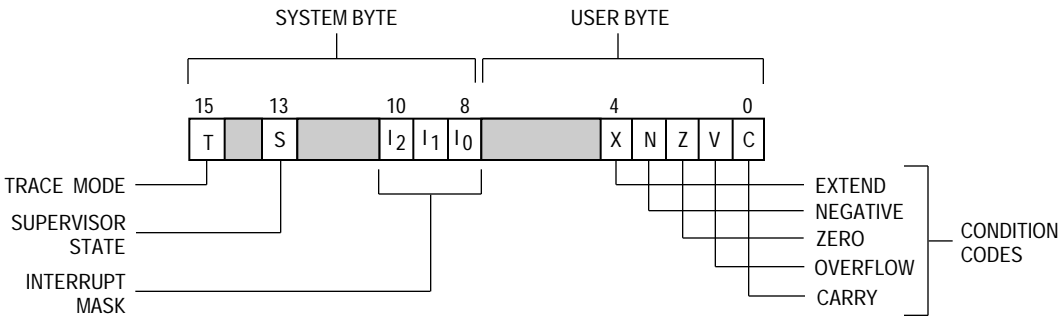 SYSTEM BYTE USER BYTE
15 13 10 8 4 0
T S I2 I1 I0 X N Z V C
TRACE MODE
SUPERVISOR
STATE
INTERRUPT
MASK
EXTEND
NEGATIVE
ZERO
OVERFLOW
CARRY
CONDITION
CODES